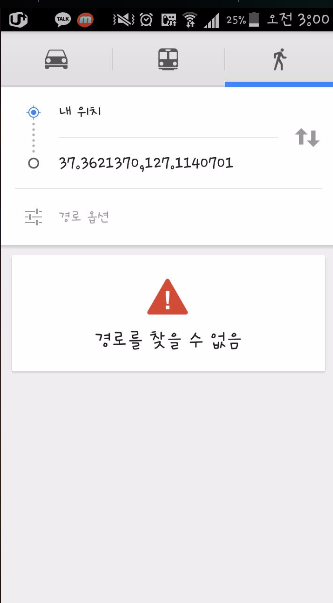 U+ TALK m 25% 오전 3:00
내 위치
37.3621370,127.1140701
경로 옵션
경로를 찾을 수 없음